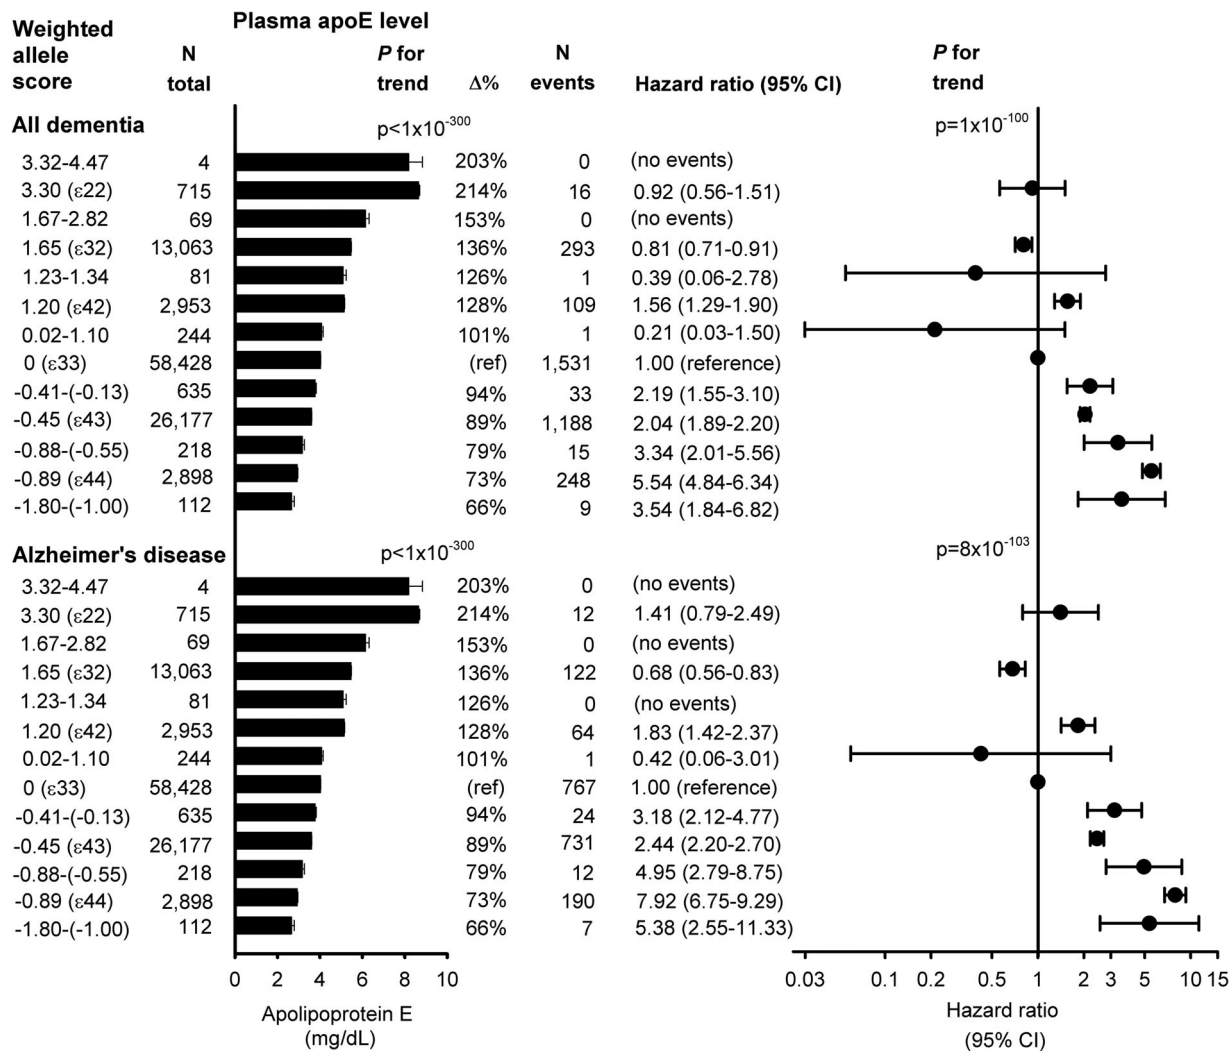 Plasma apoE level
Weighted allele score N total P for trend Δ% N events Hazard ratio (95% CI) P for trend
All dementia p<1x10-300 p=1x10-100
3.32-4.47 4 203% 0 (no events)
3.30 (ε22) 715 214% 16 0.92 (0.56-1.51)
1.67-2.82 69 153% 0 (no events)
1.65 (ε32) 13,063 136% 293 0.81 (0.71-0.91)
1.23-1.34 81 126% 1 0.39 (0.06-2.78)
1.20 (ε42) 2,953 128% 109 1.56 (1.29-1.90)
0.02-1.10 244 101% 1 0.21 (0.03-1.50)
0 (ε33) 58,428 (ref) 1,531 1.00 (reference)
-0.41-(-0.13) 635 94% 33 2.19 (1.55-3.10)
-0.45 (ε43) 26,177 89% 1,188 2.04 (1.89-2.20)
-0.88-(-0.55) 218 79% 15 3.34 (2.01-5.56)
-0.89 (ε44) 2,898 73% 248 5.54 (4.84-6.34)
-1.80-(-1.00) 112 66% 9 3.54 (1.84-6.82)
Alzheimer's disease p<1x10-300 p=8x10-103
3.32-4.47 4 203% 0 (no events)
3.30 (ε22) 715 214% 12 1.41 (0.79-2.49)
1.67-2.82 69 153% 0 (no events)
1.65 (ε32) 13,063 136% 122 0.68 (0.56-0.83)
1.23-1.34 81 126% 0 (no events)
1.20 (ε42) 2,953 128% 64 1.83 (1.42-2.37)
0.02-1.10 244 101% 1 0.42 (0.06-3.01)
0 (ε33) 58,428 (ref) 767 1.00 (reference)
-0.41-(-0.13) 635 94% 24 3.18 (2.12-4.77)
-0.45 (ε43) 26,177 89% 731 2.44 (2.20-2.70)
-0.88-(-0.55) 218 79% 12 4.95 (2.79-8.75)
-0.89 (ε44) 2,898 73% 190 7.92 (6.75-9.29)
-1.80-(-1.00) 112 66% 7 5.38 (2.55-11.33)
0 2 4 6 8 10 0.03 0.1 0.2 0.5 1 2 3 5 10 15
Apolipoprotein E Hazard ratio
(mg/dL) (95% CI)